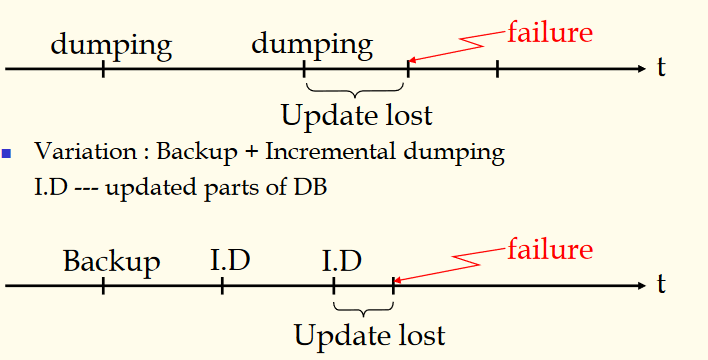 dumping dumping failure
t
Update lost
Variation : Backup + Incremental dumping
I.D --- updated parts of DB
Backup I.D I.D failure
t
Update lost